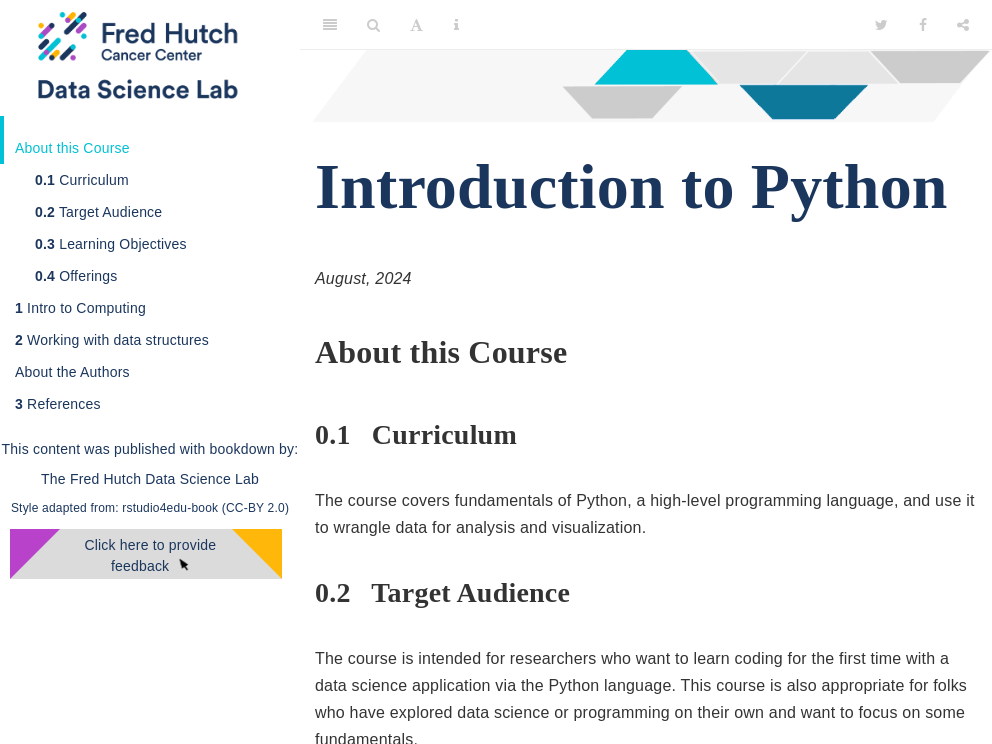 Fred Hutch
Cancer Center
Data Science Lab
About this Course
0.1 Curriculum
0.2 Target Audience
0.3 Learning Objectives
0.4 Offerings
1 Intro to Computing
2 Working with data structures
About the Authors
3 References
This content was published with bookdown by:
The Fred Hutch Data Science Lab
Style adapted from: rstudio4edu-book (CC-BY 2.0)
Click here to provide
feedback
Introduction to Python
August, 2024
About this Course
0.1 Curriculum
The course covers fundamentals of Python, a high-level programming language, and use it
to wrangle data for analysis and visualization.
0.2 Target Audience
The course is intended for researchers who want to learn coding for the first time with a
data science application via the Python language. This course is also appropriate for folks
who have explored data science or programming on their own and want to focus on some
fundamentals.